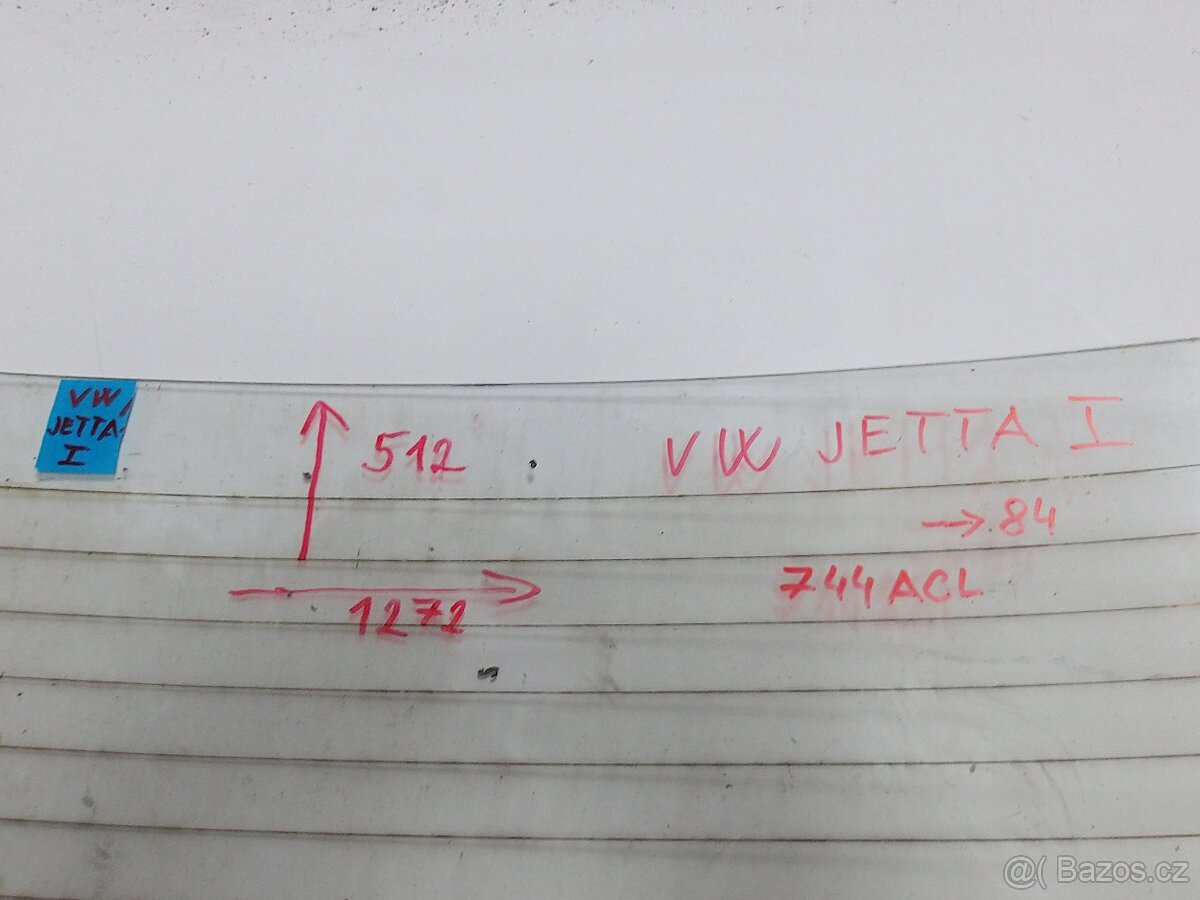 VW
JETTA
I
512
1272
VW JETTA I
→ 84
744 ACL
@( Bazos.cz